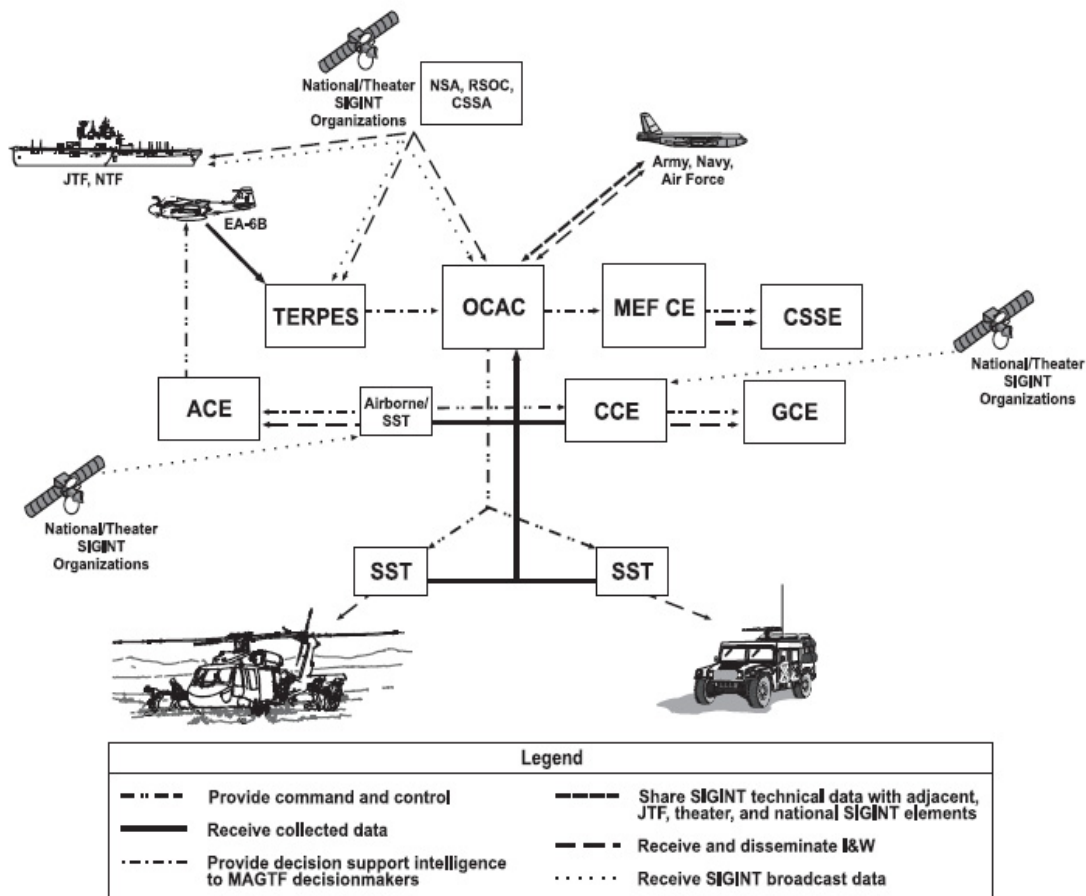 National/Theater
SIGINT
Organizations
NSA, RSOC,
CSSA
JTF, NTF
Army, Navy,
Air Force
EA-6B
TERPES
OCAC
MEF CE
CSSE
National/Theater
SIGINT
Organizations
ACE
Airborne/
SST
CCE
GCE
National/Theater
SIGINT
Organizations
SST
SST
Legend
Provide command and control
Receive collected data
Provide decision support intelligence
to MAGTF decisionmakers
Share SIGINT technical data with adjacent,
JTF, theater, and national SIGINT elements
Receive and disseminate I&W
Receive SIGINT broadcast data